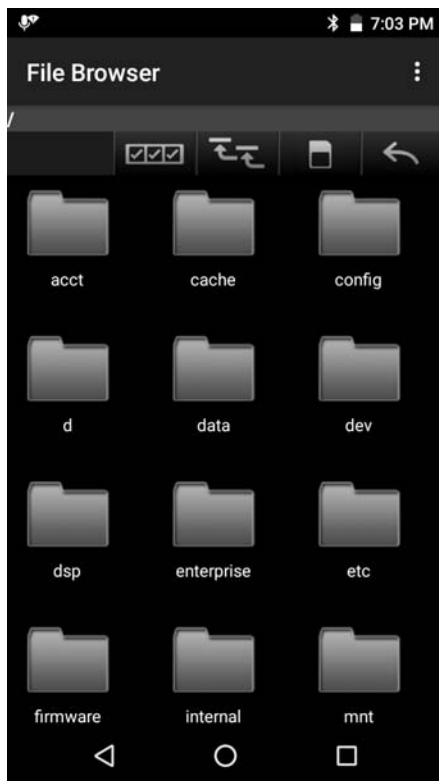 7:03 PM
File Browser
/
acct cache config
d data dev
dsp enterprise etc
firmware internal mnt